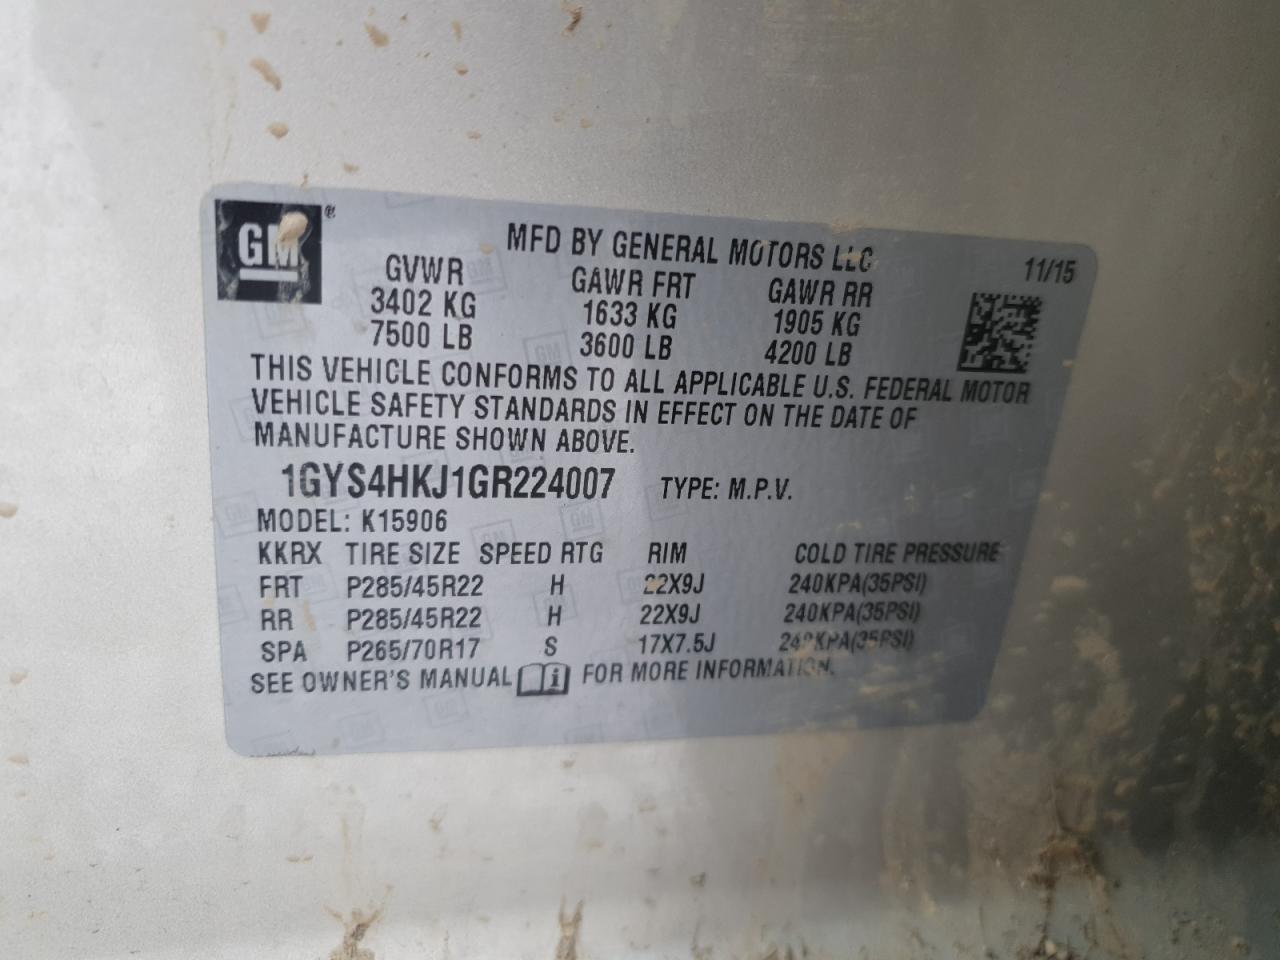 GM®
MFD BY GENERAL MOTORS LLC
11/15
GVWR GAWR FRT GAWR RR
3402 KG 1633 KG 1905 KG
7500 LB 3600 LB 4200 LB
THIS VEHICLE CONFORMS TO ALL APPLICABLE U.S. FEDERAL MOTOR
VEHICLE SAFETY STANDARDS IN EFFECT ON THE DATE OF
MANUFACTURE SHOWN ABOVE.
1GYS4HKJ1GR224007 TYPE: M.P.V.
MODEL: K15906
KKRX TIRE SIZE SPEED RTG RIM COLD TIRE PRESSURE
FRT P285/45R22 H 22X9J 240KPA(35PSI)
RR P285/45R22 H 22X9J 240KPA(35PSI)
SPA P265/70R17 S 17X7.5J 240KPA(35PSI)
SEE OWNER'S MANUAL i FOR MORE INFORMATION.